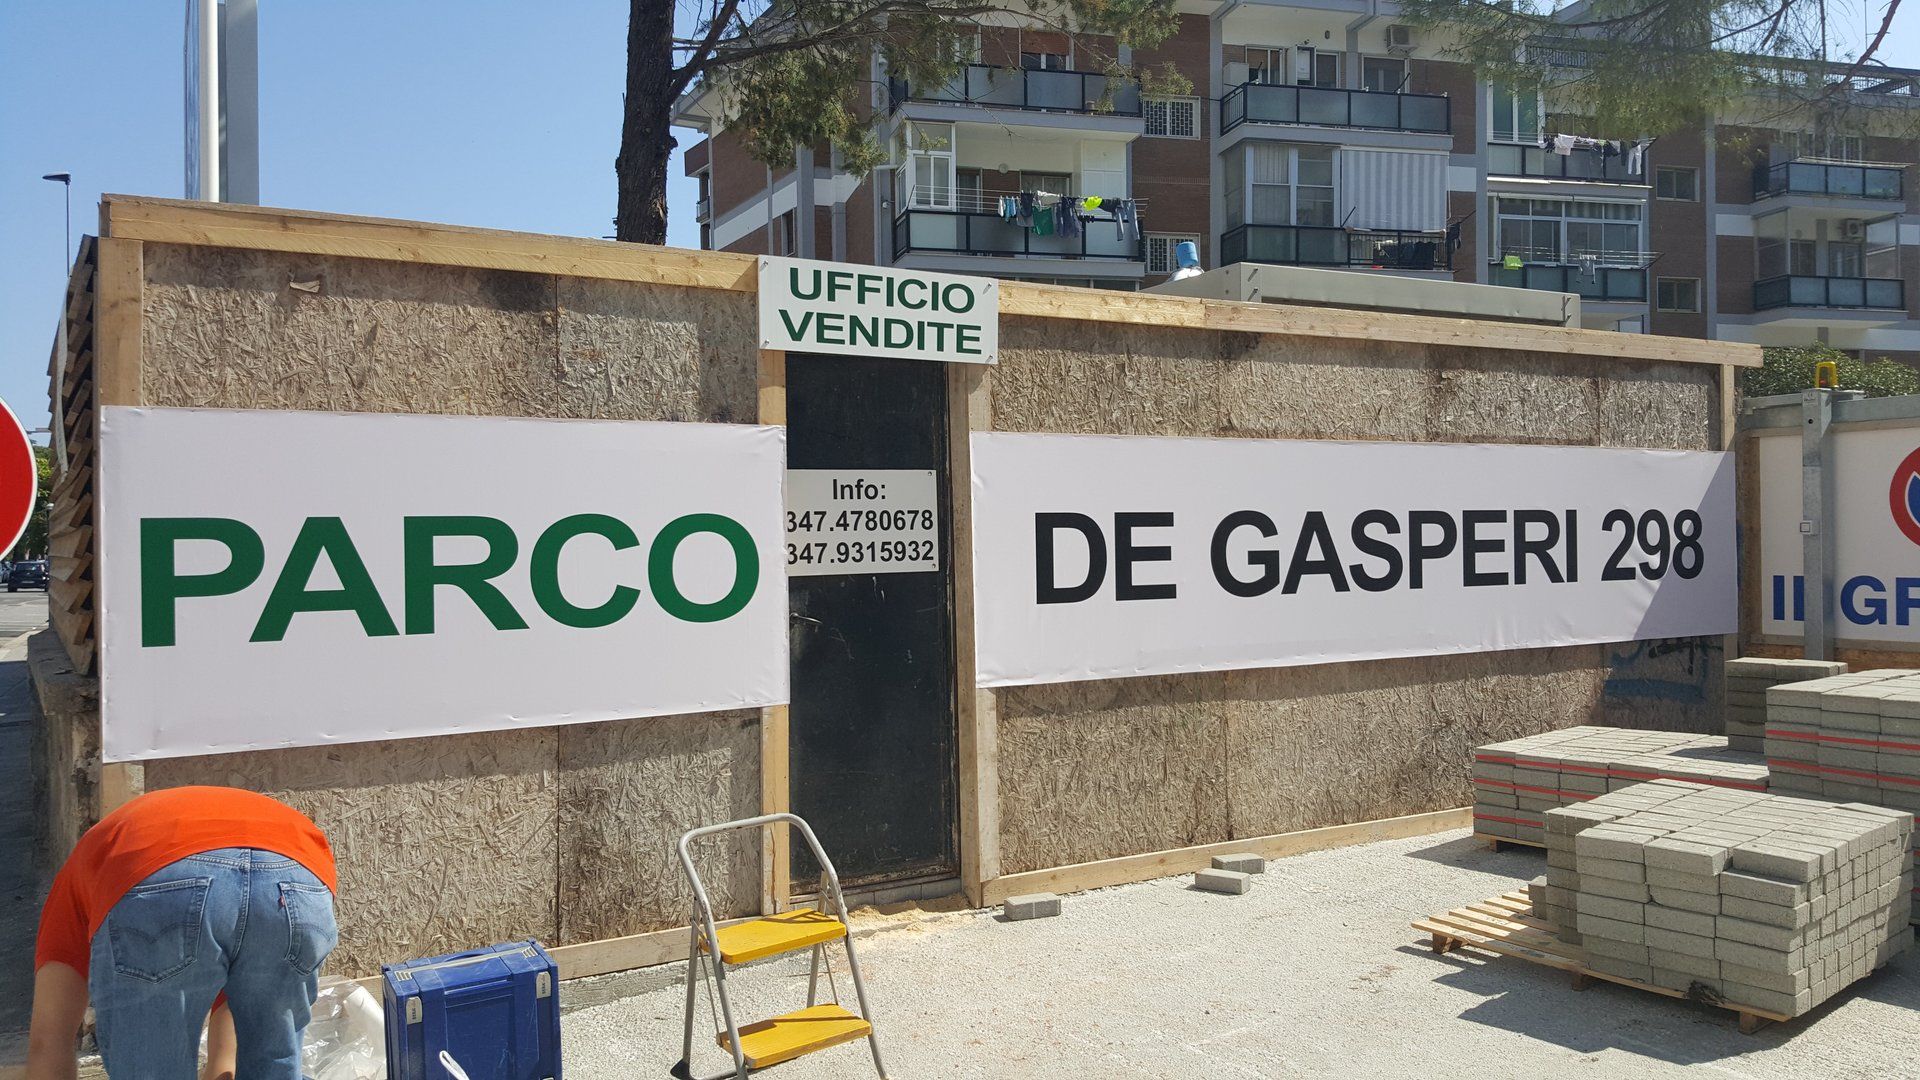 UFFICIO
VENDITE
PARCO
Info:
347.4780678
347.9315932
DE GASPERI 298